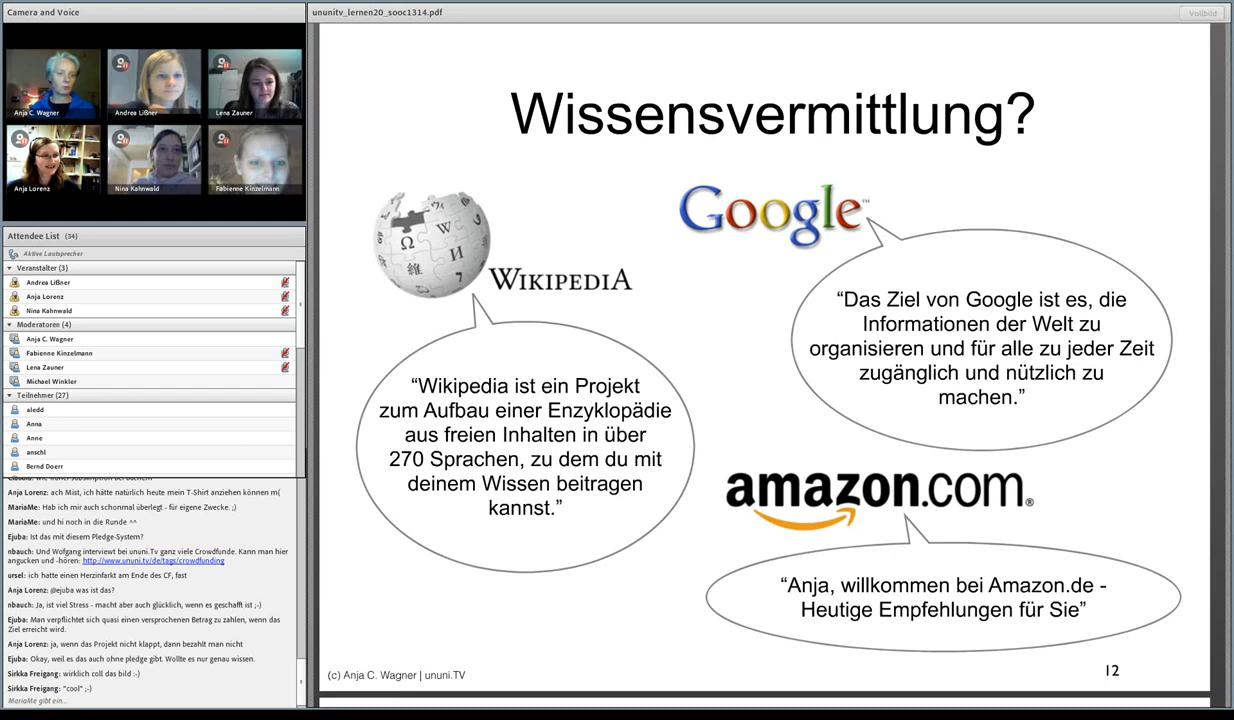 Camera and Voice
Anja C. Wagner
Andrea Lißner
Lena Zauner
Anja Lorenz
Nina Kahnwald
Fabienne Kinzelmann
Attendee List (34)
Aktive Lautsprecher
Veranstalter (3)
Andrea Lißner
Anja Lorenz
Nina Kahnwald
Moderatoren (4)
Anja C. Wagner
Fabienne Kinzelmann
Lena Zauner
Michael Winkler
Teilnehmer (27)
aledd
Anna
Anne
anschl
Bernd Doerr
Anja Lorenz: ach Mist, ich hätte natürlich heute mein T-Shirt anziehen können m(
MariaMe: Hab ich mir auch schonmal überlegt - für eigene Zwecke. ;)
MariaMe: und hi noch in die Runde ^^
Ejuba: Ist das mit diesem Pledge-System?
nbauch: Und Wofgang interviewt bei ununi.Tv ganz viele Crowdfunde. Kann man hier
angucken und -hören: http://www.ununi.tv/de/tags/crowdfunding
ursel: ich hatte einen Herzinfarkt am Ende des CF, fast
Anja Lorenz: @ejuba was ist das?
nbauch: Ja, ist viel Stress - macht aber auch glücklich, wenn es geschafft ist ;-)
Ejuba: Man verpflichtet sich quasi einen versprochenen Betrag zu zahlen, wenn das
Ziel erreicht wird.
Anja Lorenz: ja, wenn das Projekt nicht klappt, dann bezahlt man nicht
Ejuba: Okay, weil es das auch ohne pledge gibt. Wollte es nur genau wissen.
Sirkka Freigang: wirklich coll das bild :-)
Sirkka Freigang: "cool" ;-)
MariaMe gibt ein...
ununitv_lernen20_sooc1314.pdf
Vollbild
Wissensvermittlung?
WIKIPEDIA
Google™
“Das Ziel von Google ist es, die
Informationen der Welt zu
organisieren und für alle zu jeder Zeit
zugänglich und nützlich zu
machen.”
“Wikipedia ist ein Projekt
zum Aufbau einer Enzyklopädie
aus freien Inhalten in über
270 Sprachen, zu dem du mit
deinem Wissen beitragen
kannst.”
amazon.com®
“Anja, willkommen bei Amazon.de -
Heutige Empfehlungen für Sie”
(c) Anja C. Wagner | ununi.TV
12